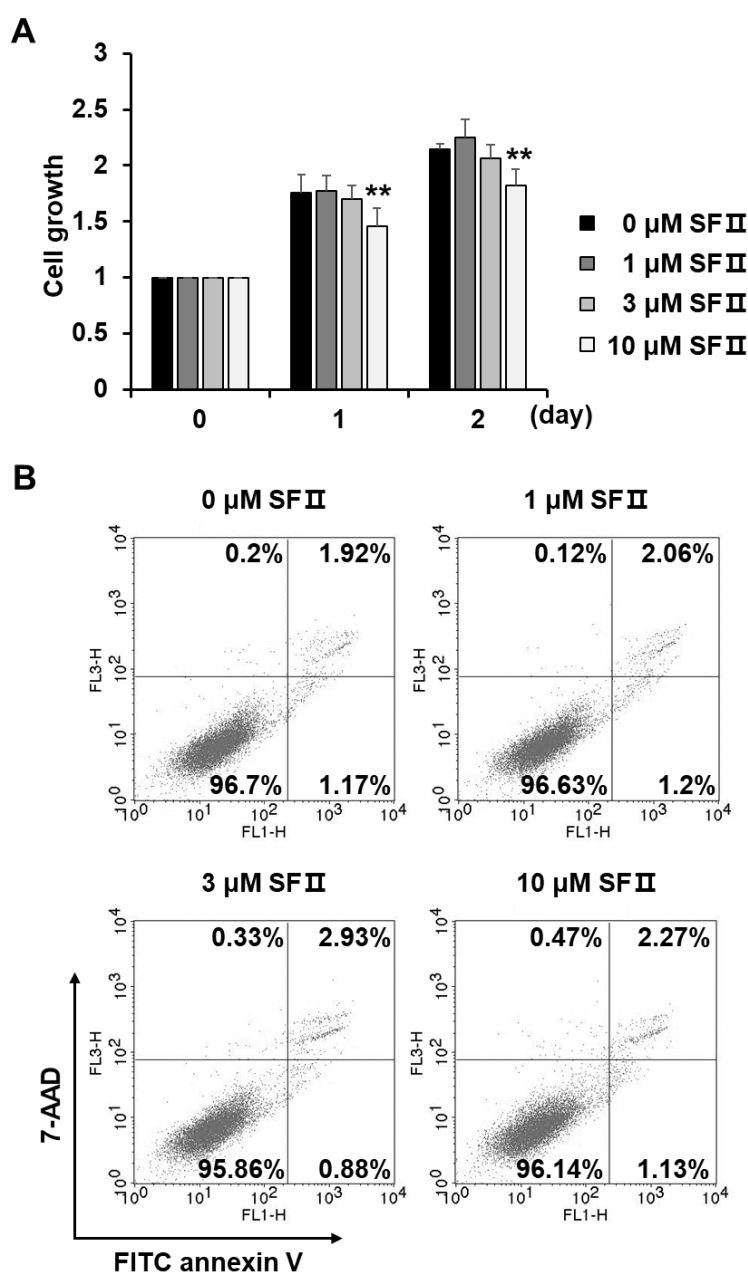 A
3
2.5
2
1.5
1
0.5
0
Cell growth
**
**
0 1 2 (day)
0 µM SFⅡ
1 µM SFⅡ
3 µM SFⅡ
10 µM SFⅡ
B
0 µM SFⅡ
10⁴
10³
10²
10¹
10⁰
FL3-H
0.2% 1.92%
96.7% 1.17%
10⁰ 10¹ 10² 10³ 10⁴
FL1-H
1 µM SFⅡ
10⁴
10³
10²
10¹
10⁰
FL3-H
0.12% 2.06%
96.63% 1.2%
10⁰ 10¹ 10² 10³ 10⁴
FL1-H
3 µM SFⅡ
10⁴
10³
10²
10¹
10⁰
FL3-H
0.33% 2.93%
95.86% 0.88%
10⁰ 10¹ 10² 10³ 10⁴
FL1-H
10 µM SFⅡ
10⁴
10³
10²
10¹
10⁰
FL3-H
0.47% 2.27%
96.14% 1.13%
10⁰ 10¹ 10² 10³ 10⁴
FL1-H
7-AAD
FITC annexin V